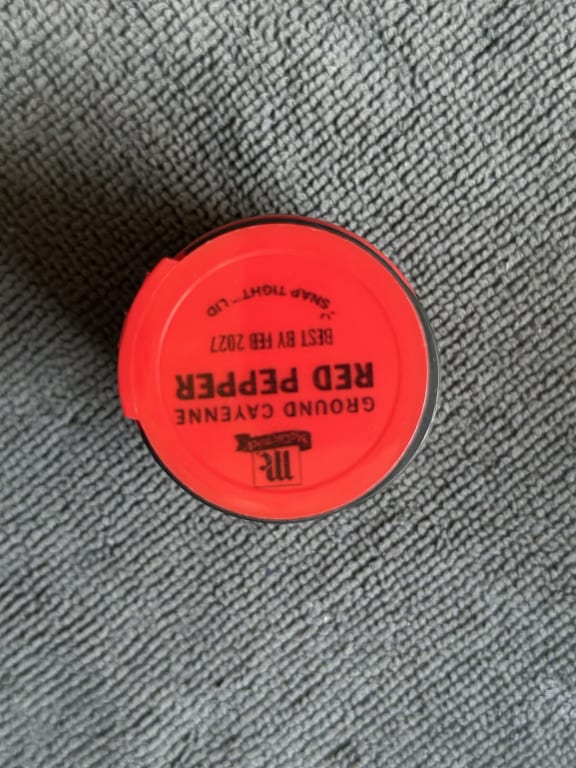 McCormick
GROUND CAYENNE
RED PEPPER
BEST BY FEB 2027
SNAP TIGHT™ LID